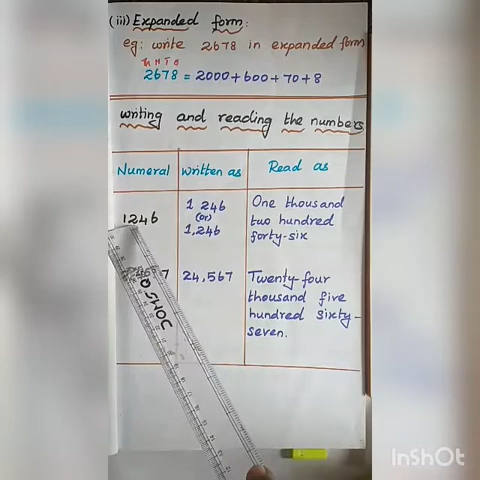 (iii) Expanded form:
eg: write 2678 in expanded form
Th H T O
2678 = 2000+600+70+8
writing and reading the numbers
Numeral written as Read as
1246
1 246
(or)
1,246
One thousand
two hundred
forty-six
7
24,567
Twenty-four
thousand five
hundred sixty-
seven.
InShOt